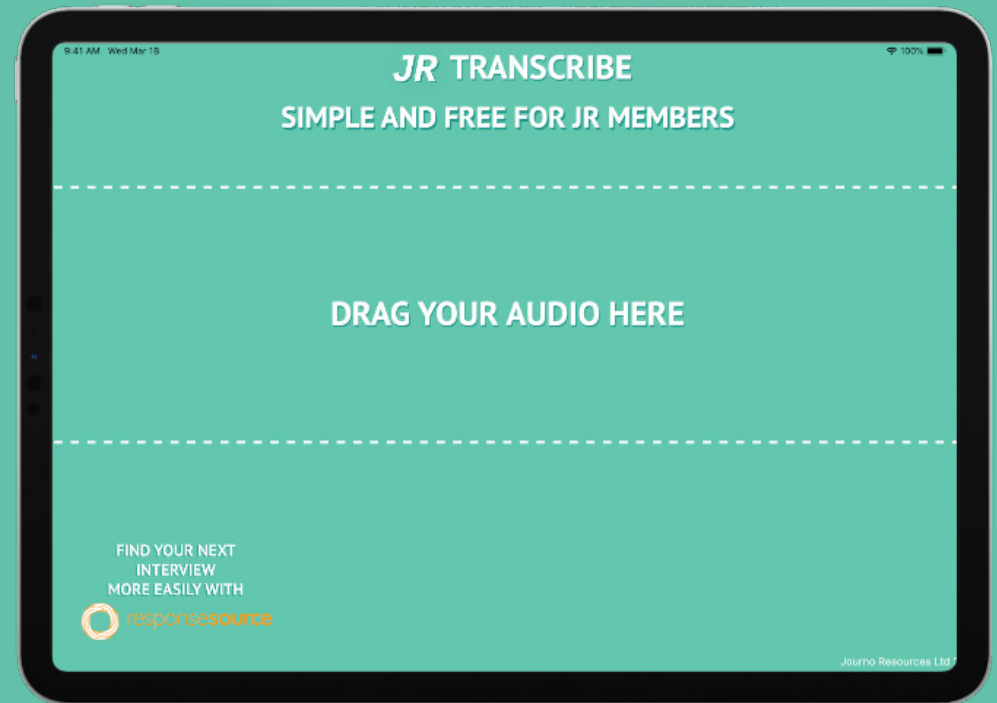 9:41 AM Wed Mar 18
100%
JR TRANSCRIBE
SIMPLE AND FREE FOR JR MEMBERS
DRAG YOUR AUDIO HERE
FIND YOUR NEXT
INTERVIEW
MORE EASILY WITH
responsesource
Journo Resources Ltd